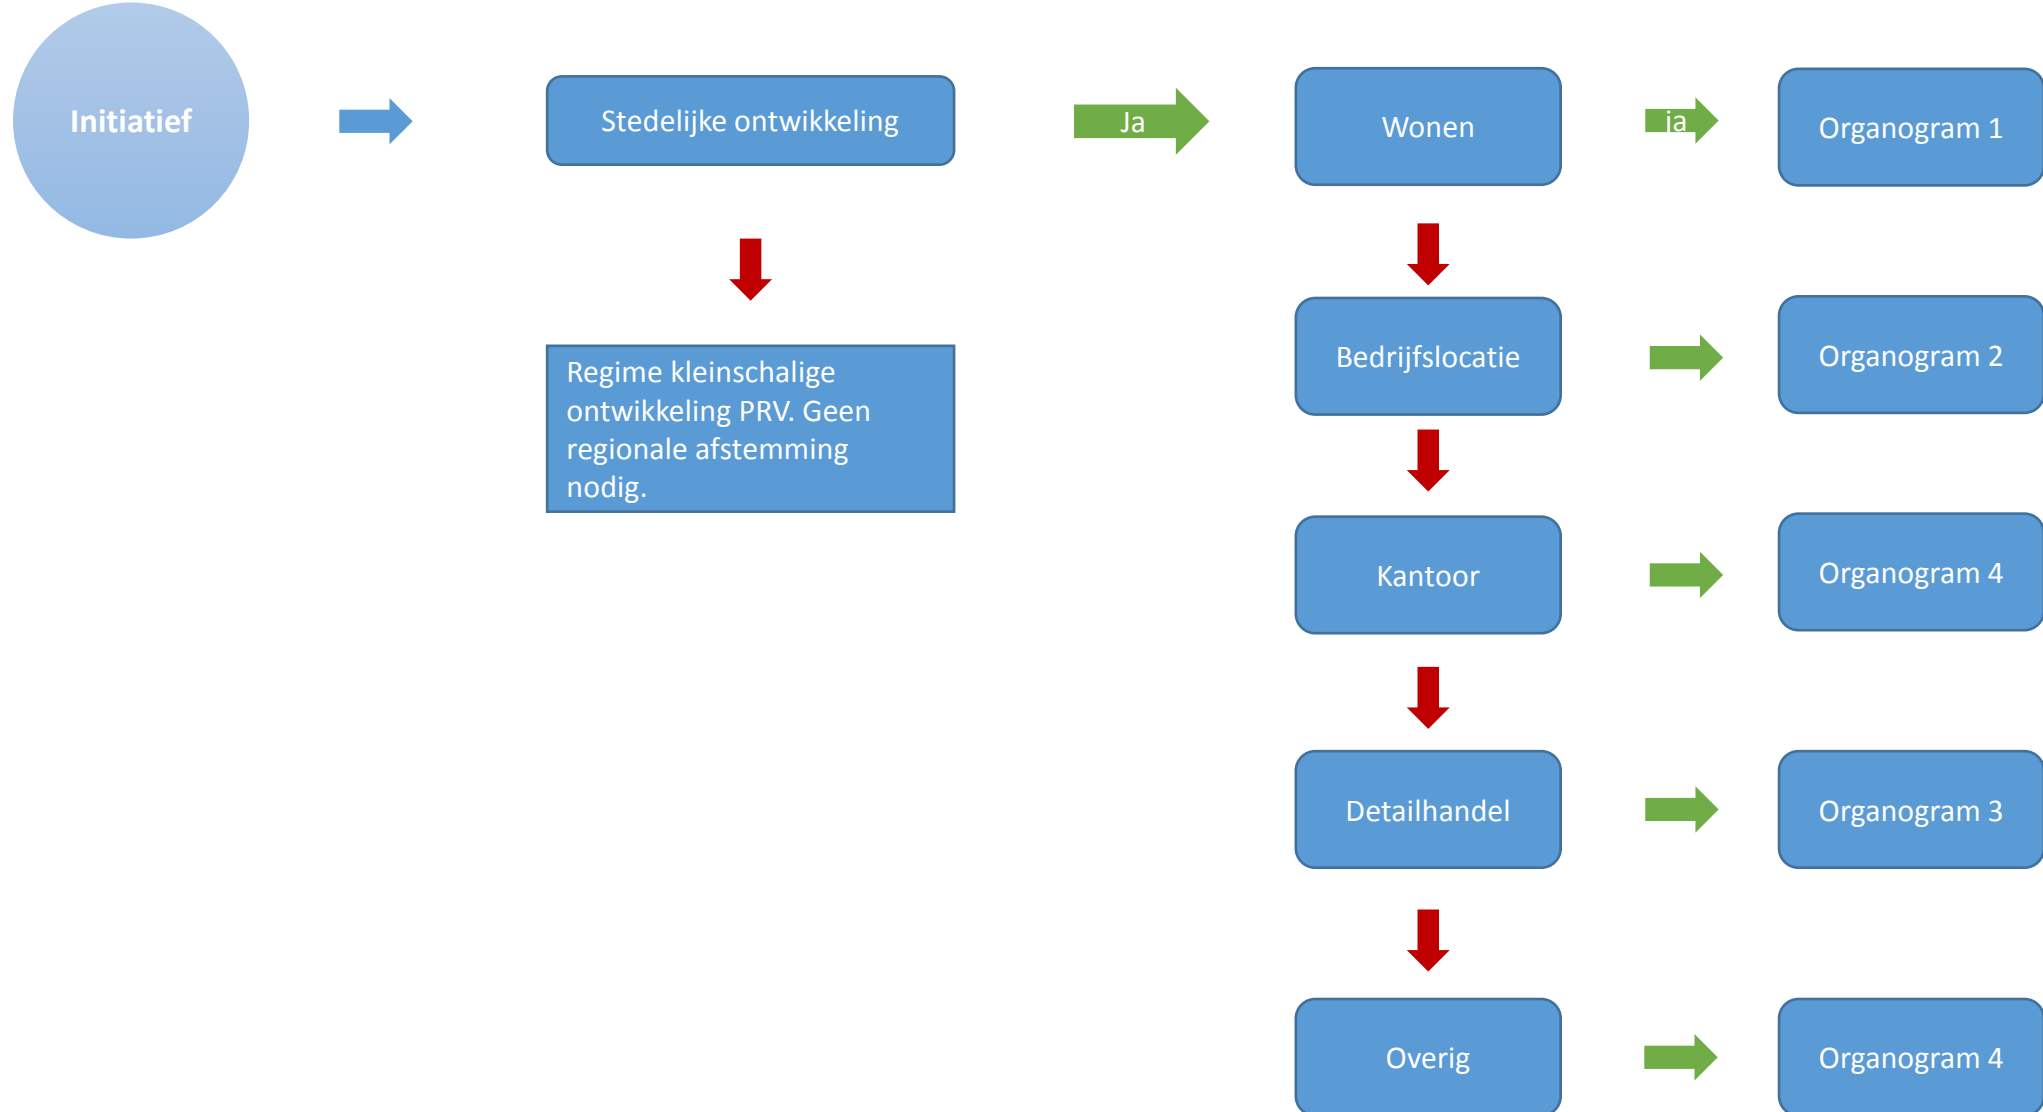 Initiatief
Stedelijke ontwikkeling
Ja
Wonen
ja
Organogram 1
Regime kleinschalige
ontwikkeling PRV. Geen
regionale afstemming
nodig.
Bedrijfslocatie
Organogram 2
Kantoor
Organogram 4
Detailhandel
Organogram 3
Overig
Organogram 4